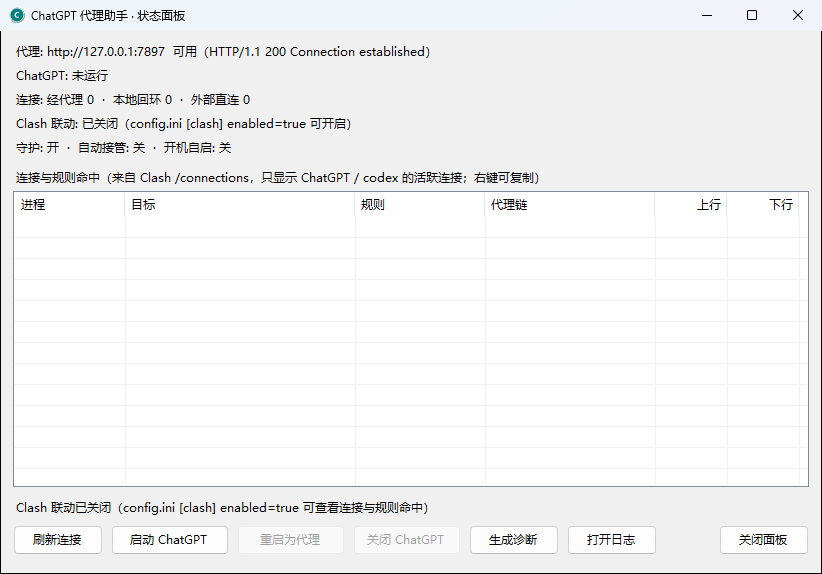 ChatGPT 代理助手 · 状态面板
代理: http://127.0.0.1:7897  可用（HTTP/1.1 200 Connection established）
ChatGPT: 未运行
连接: 经代理 0  ·  本地回环 0  ·  外部直连 0
Clash 联动: 已关闭（config.ini [clash] enabled=true 可开启）
守护: 开  ·  自动接管: 关  ·  开机自启: 关
连接与规则命中（来自 Clash /connections，只显示 ChatGPT / codex 的活跃连接；右键可复制）
进程 目标 规则 代理链 上行 下行
Clash 联动已关闭（config.ini [clash] enabled=true 可查看连接与规则命中）
刷新连接 启动 ChatGPT 重启为代理 关闭 ChatGPT 生成诊断 打开日志 关闭面板